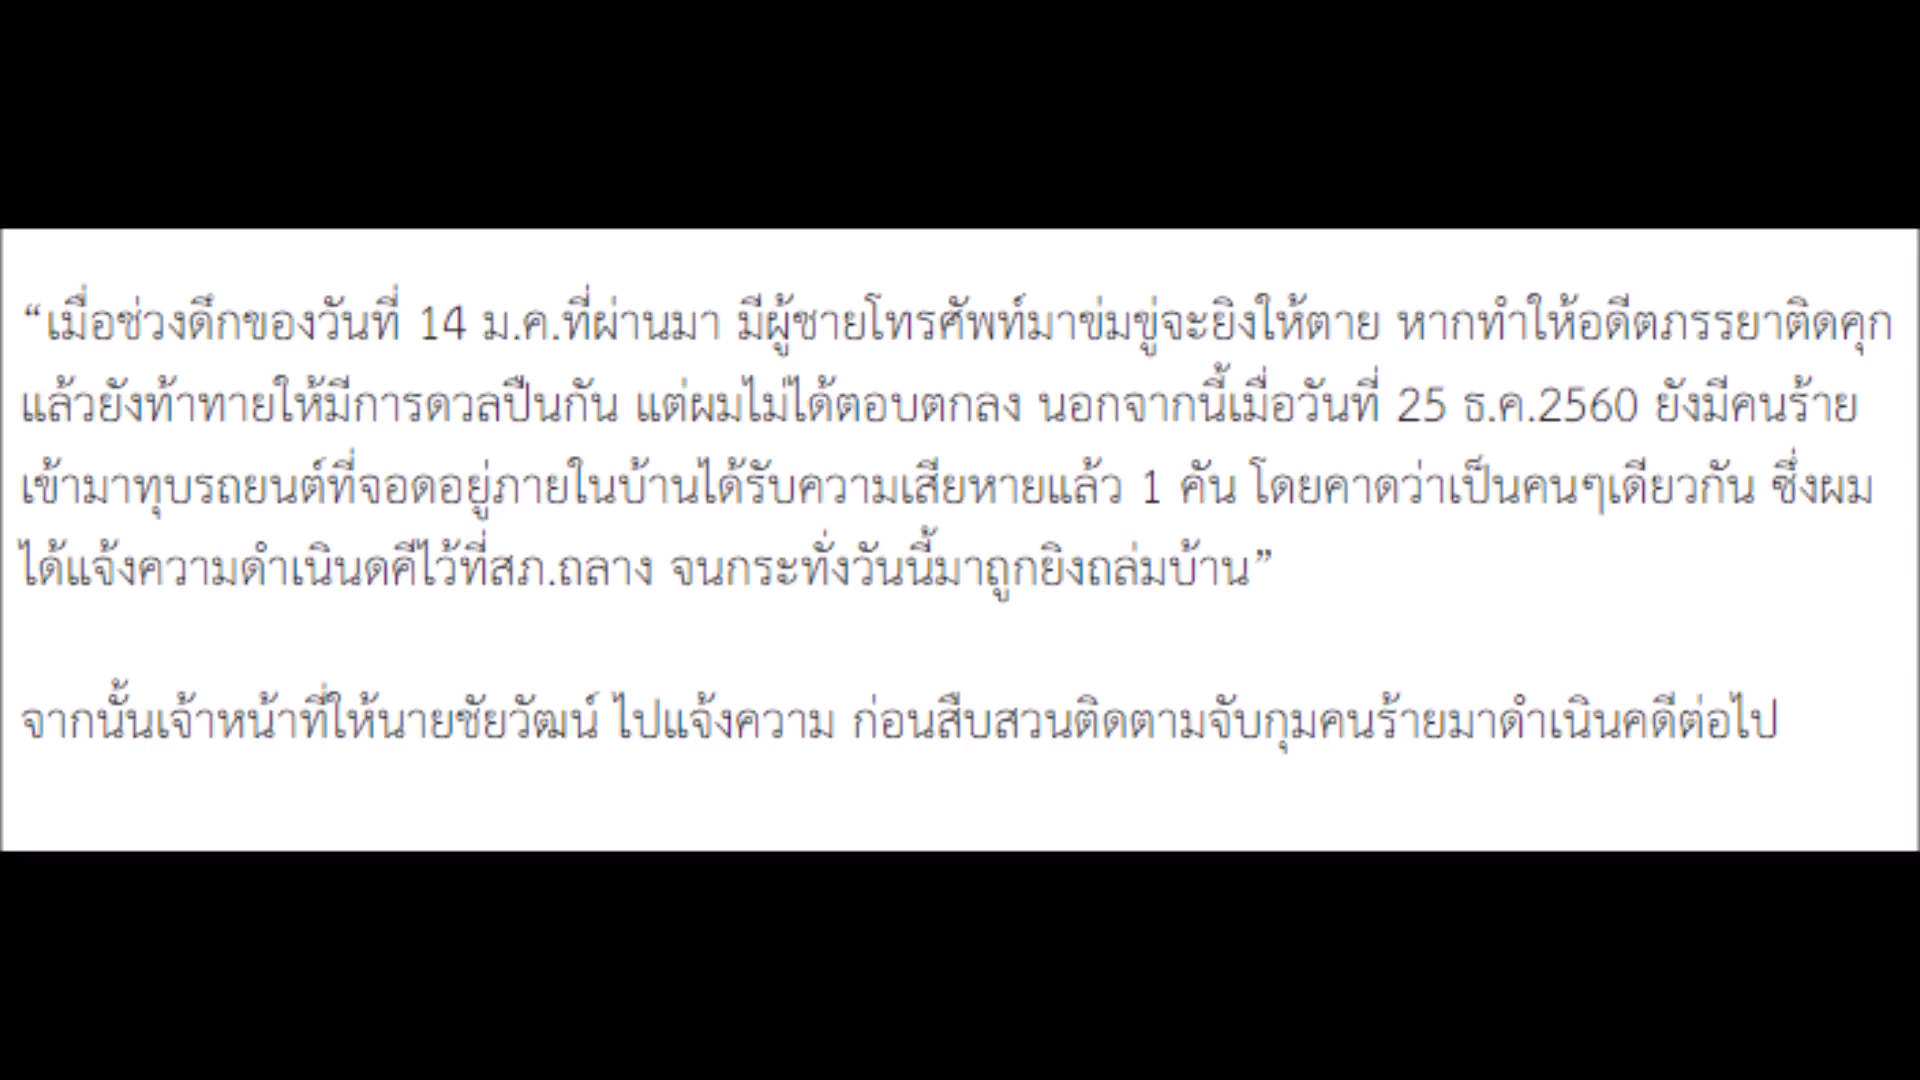 “เมื่อช่วงดึกของวันที่ 14 ม.ค.ที่ผ่านมา มีผู้ชายโทรศัพท์มาข่มขู่จะยิงให้ตาย หากทำให้อดีตภรรยาติดคุก
แล้วยังท้าทายให้มีการดวลปืนกัน แต่ผมไม่ได้ตอบตกลง นอกจากนี้เมื่อวันที่ 25 ธ.ค.2560 ยังมีคนร้าย
เข้ามาทุบรถยนต์ที่จอดอยู่ภายในบ้านได้รับความเสียหายแล้ว 1 คัน โดยคาดว่าเป็นคนๆเดียวกัน ซึ่งผม
ได้แจ้งความดำเนินดคีไว้ที่สภ.ถลาง จนกระทั่งวันนี้มาถูกยิงถล่มบ้าน”
จากนั้นเจ้าหน้าที่ให้นายชัยวัฒน์ ไปแจ้งความ ก่อนสืบสวนติดตามจับกุมคนร้ายมาดำเนินคดีต่อไป